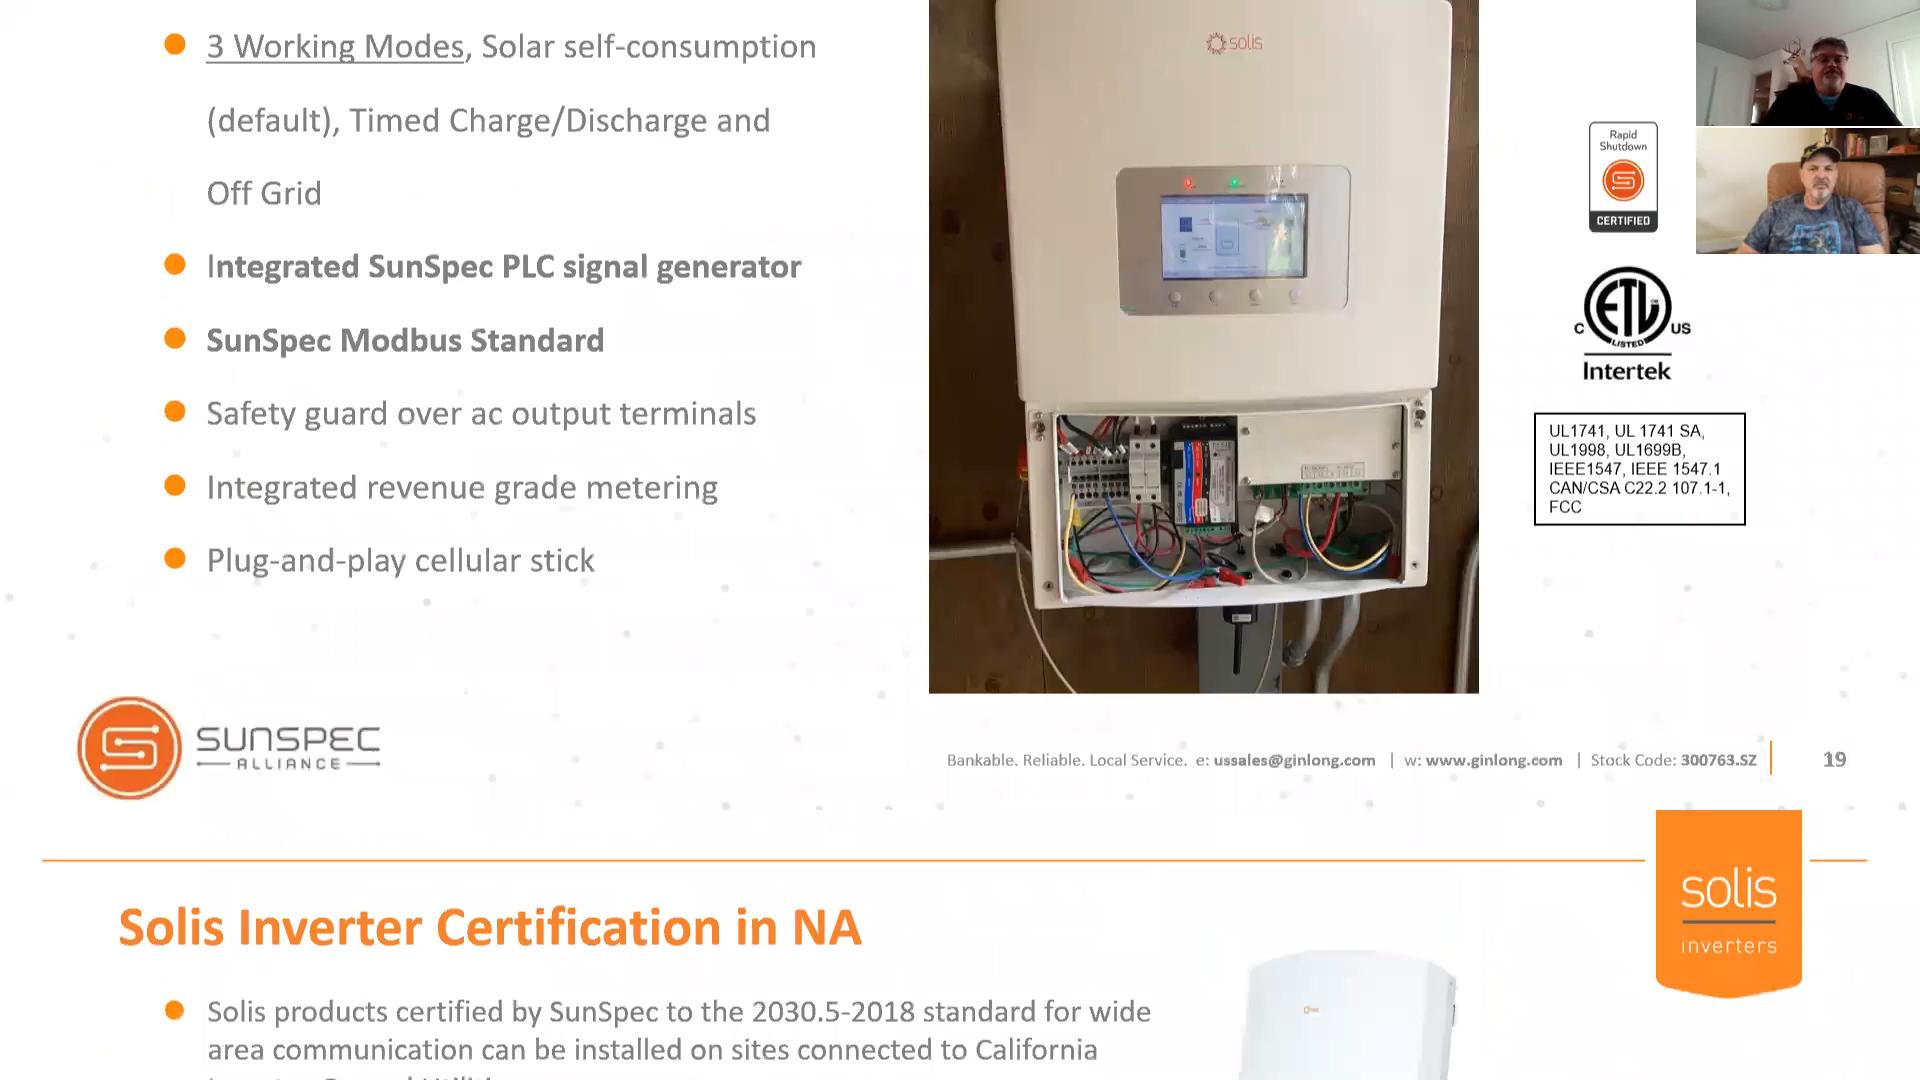 3 Working Modes, Solar self-consumption
(default), Timed Charge/Discharge and
Off Grid
Integrated SunSpec PLC signal generator
SunSpec Modbus Standard
Safety guard over ac output terminals
Integrated revenue grade metering
Plug-and-play cellular stick
solis
Rapid
Shutdown
CERTIFIED
ETL
C
US
LISTED
Intertek
UL1741, UL 1741 SA,
UL1998, UL1699B,
IEEE1547, IEEE 1547.1
CAN/CSA C22.2 107.1-1,
FCC
SUNSPEC
ALLIANCE
Bankable. Reliable. Local Service. e: ussales@ginlong.com | w: www.ginlong.com | Stock Code: 300763.SZ
19
solis
inverters
Solis Inverter Certification in NA
Solis products certified by SunSpec to the 2030.5-2018 standard for wide
area communication can be installed on sites connected to California